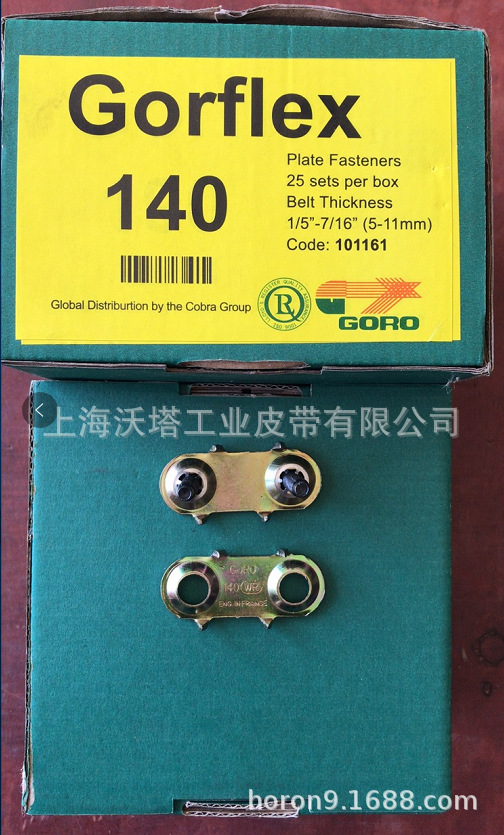 Gorflex
140
Plate Fasteners
25 sets per box
Belt Thickness
1/5”-7/16” (5-11mm)
Code: 101161
Global Distriburtion by the Cobra Group
GORO
上海沃塔工业皮带有限公司
GORO
140 WR
ENG. IN FRANCE
boron9.1688.com